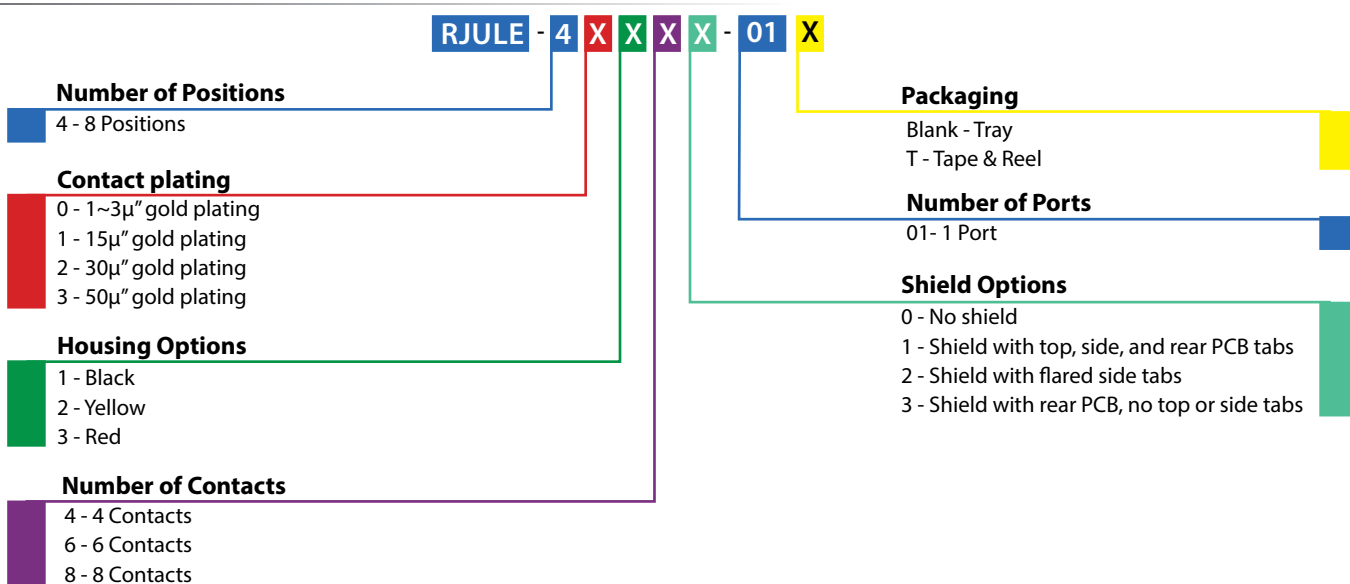 RJULE - 4 X X X X - 01 X
Number of Positions
4 - 8 Positions
Contact plating
0 - 1~3µ" gold plating
1 - 15µ" gold plating
2 - 30µ" gold plating
3 - 50µ" gold plating
Housing Options
1 - Black
2 - Yellow
3 - Red
Number of Contacts
4 - 4 Contacts
6 - 6 Contacts
8 - 8 Contacts
Packaging
Blank - Tray
T - Tape & Reel
Number of Ports
01- 1 Port
Shield Options
0 - No shield
1 - Shield with top, side, and rear PCB tabs
2 - Shield with flared side tabs
3 - Shield with rear PCB, no top or side tabs